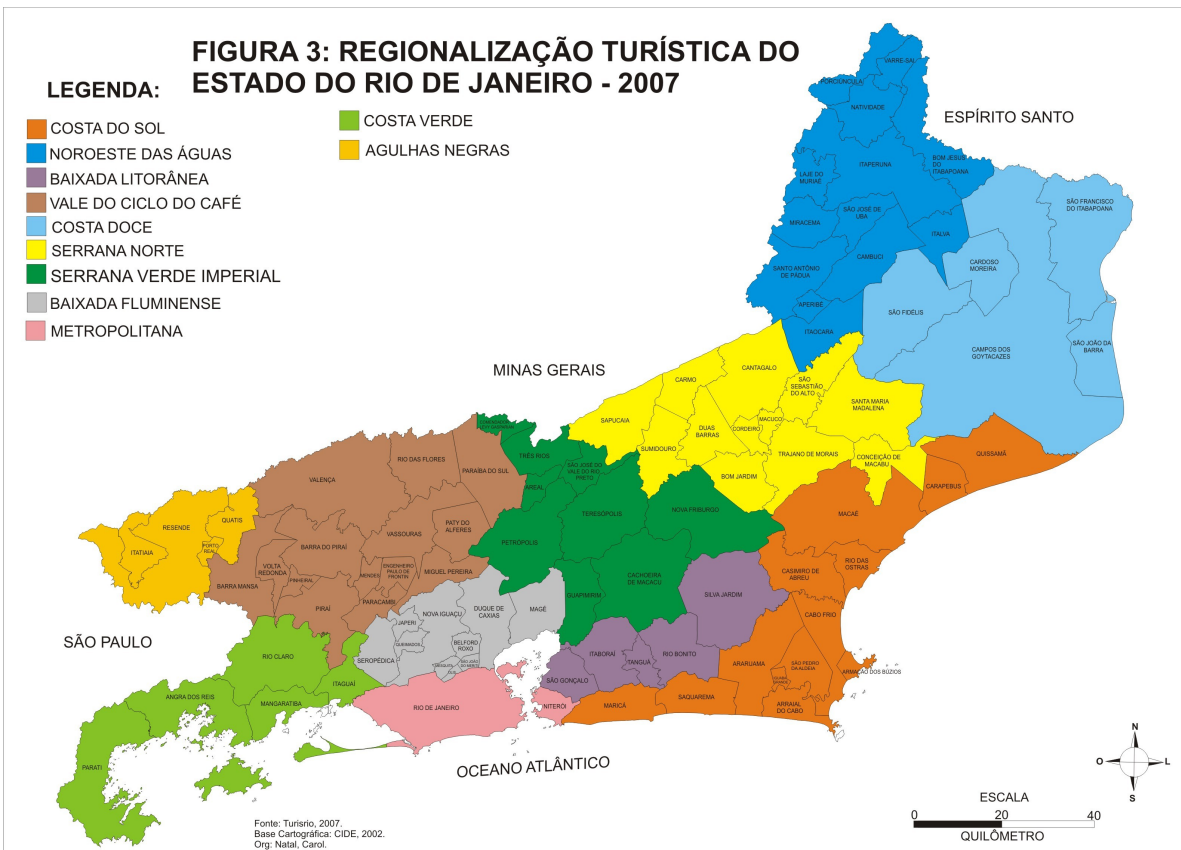 FIGURA 3: REGIONALIZAÇÃO TURÍSTICA DO
ESTADO DO RIO DE JANEIRO - 2007
LEGENDA:
COSTA DO SOL
NOROESTE DAS ÁGUAS
BAIXADA LITORÂNEA
VALE DO CICLO DO CAFÉ
COSTA DOCE
SERRANA NORTE
SERRANA VERDE IMPERIAL
BAIXADA FLUMINENSE
METROPOLITANA
COSTA VERDE
AGULHAS NEGRAS
ESPÍRITO SANTO
MINAS GERAIS
SÃO PAULO
OCEANO ATLÂNTICO
VARRE-SAI
PORCIÚNCULA
NATIVIDADE
ITAPERUNA
BOM JESUS
DO
ITABAPOANA
LAJE DO
MURIAÉ
MIRACEMA
SÃO JOSÉ DE
UBÁ
ITALVA
CAMBUCI
SANTO ANTÔNIO
DE PÁDUA
APERIBÉ
ITAOCARA
SÃO FRANCISCO
DO ITABAPOANA
CARDOSO
MOREIRA
SÃO FIDÉLIS
CAMPOS DOS
GOYTACAZES
SÃO JOÃO DA
BARRA
CANTAGALO
CARMO
SÃO
SEBASTIÃO
DO ALTO
SANTA MARIA
MADALENA
SAPUCAIA
DUAS
BARRAS
MACUCO
CORDEIRO
SUMIDOURO
TRAJANO DE MORAIS
CONCEIÇÃO DE
MACABU
BOM JARDIM
QUISSAMÃ
CARAPEBUS
MACAÉ
RIO DAS
OSTRAS
CASIMIRO DE
ABREU
CABO FRIO
ARARUAMA
SÃO PEDRO
DA ALDEIA
ARMAÇÃO DOS BÚZIOS
ARRAIAL
DO CABO
SAQUAREMA
MARICÁ
TRÊS RIOS
SÃO JOSÉ DO
VALE DO RIO
PRETO
AREAL
TERESÓPOLIS
NOVA FRIBURGO
PETRÓPOLIS
CACHOEIRA
DE MACACU
GUAPIMIRIM
SILVA JARDIM
ITABORAÍ
TANGUÁ
RIO BONITO
SÃO GONÇALO
NITERÓI
RIO DE JANEIRO
RIO DAS FLORES
VALENÇA
PARAÍBA DO SUL
VASSOURAS
PATY DO
ALFERES
BARRA DO PIRAÍ
ENGENHEIRO
PAULO DE
FRONTIN
MENDES
MIGUEL PEREIRA
VOLTA
REDONDA
PINHEIRAL
BARRA MANSA
PIRAÍ
PARACAMBI
RESENDE
QUATIS
ITATIAIA
PORTO
REAL
NOVA IGUAÇU
DUQUE DE
CAXIAS
MAGÉ
JAPERI
QUEIMADOS
BELFORD
ROXO
SEROPÉDICA
MESQUITA
RIO CLARO
ITAGUAÍ
ANGRA DOS REIS
MANGARATIBA
PARATI
N
O
L
S
ESCALA
0 20 40
QUILÔMETRO
Fonte: Turisrio, 2007.
Base Cartográfica: CIDE, 2002.
Org: Natal, Carol.